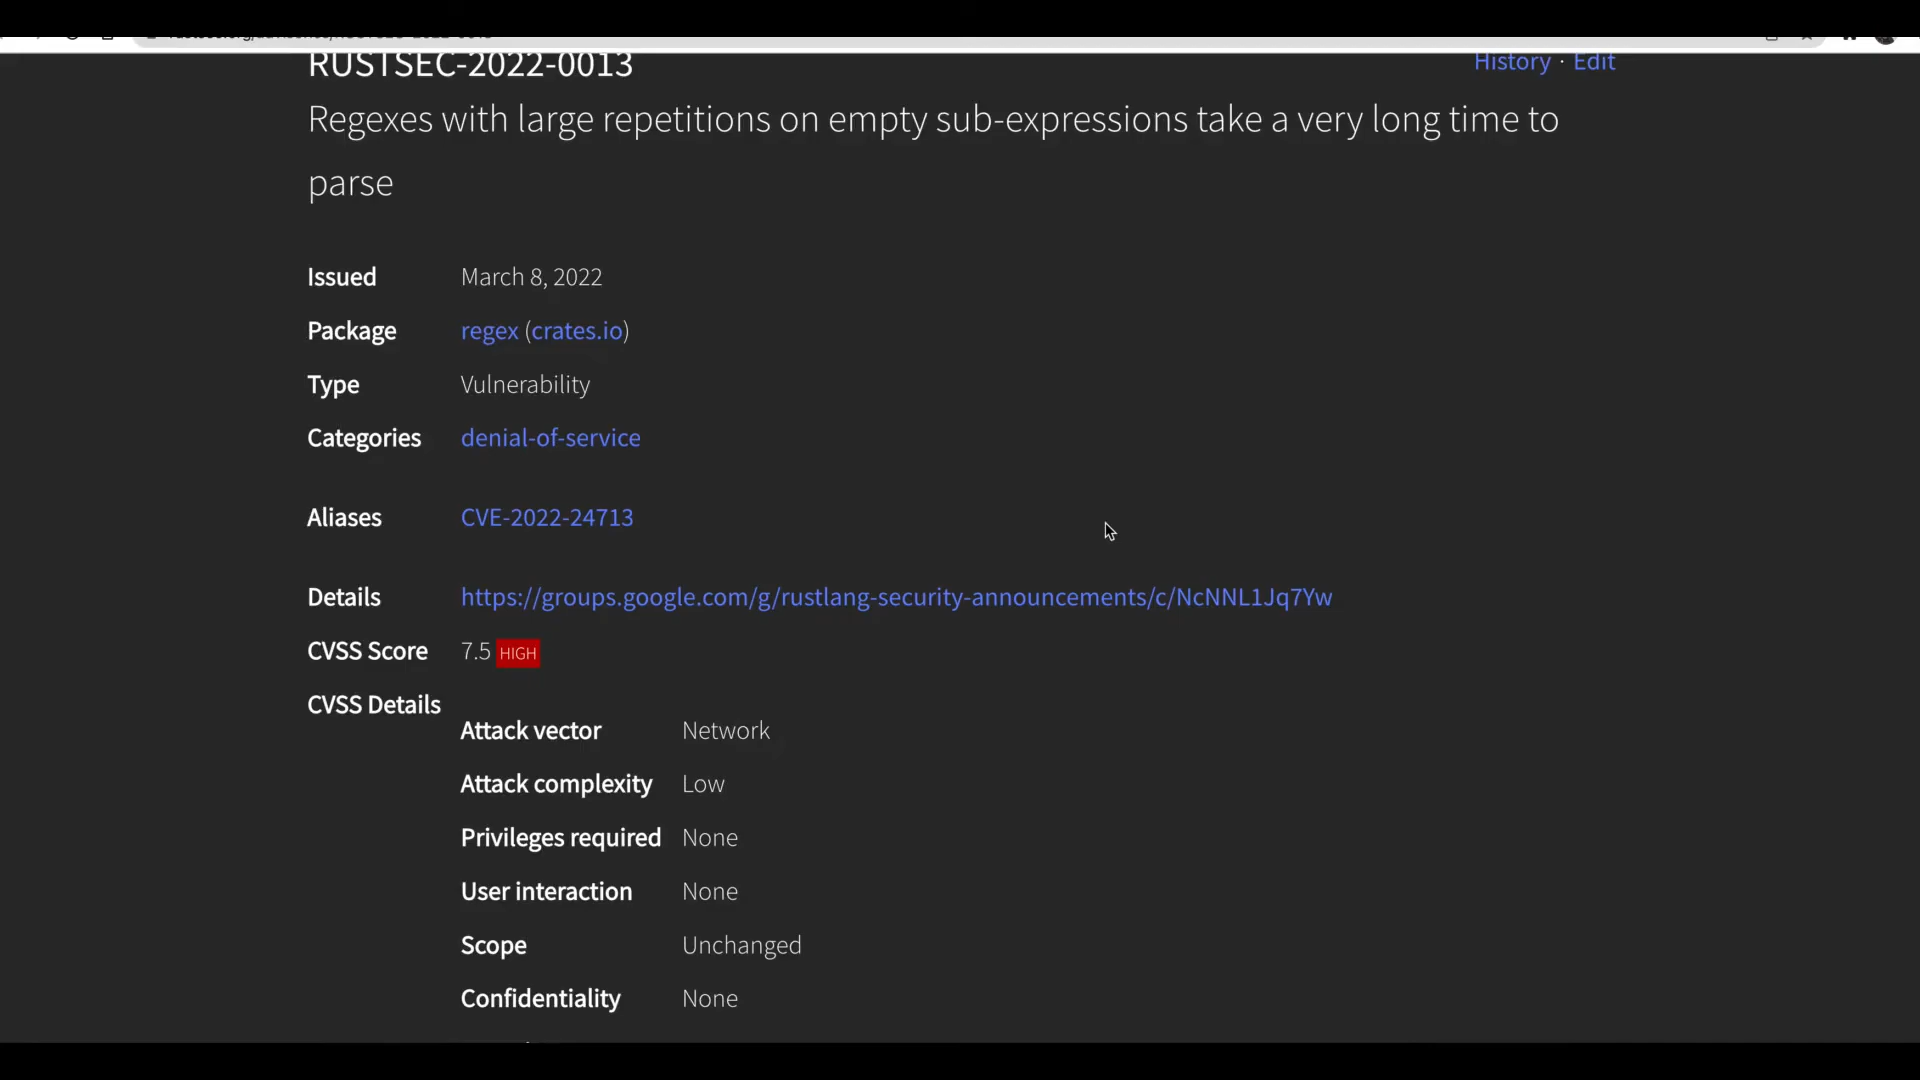 RUSTSEC-2022-0013
History · Edit
Regexes with large repetitions on empty sub-expressions take a very long time to
parse
Issued March 8, 2022
Package regex (crates.io)
Type Vulnerability
Categories denial-of-service
Aliases CVE-2022-24713
Details https://groups.google.com/g/rustlang-security-announcements/c/NcNNL1Jq7Yw
CVSS Score 7.5 HIGH
CVSS Details
Attack vector Network
Attack complexity Low
Privileges required None
User interaction None
Scope Unchanged
Confidentiality None